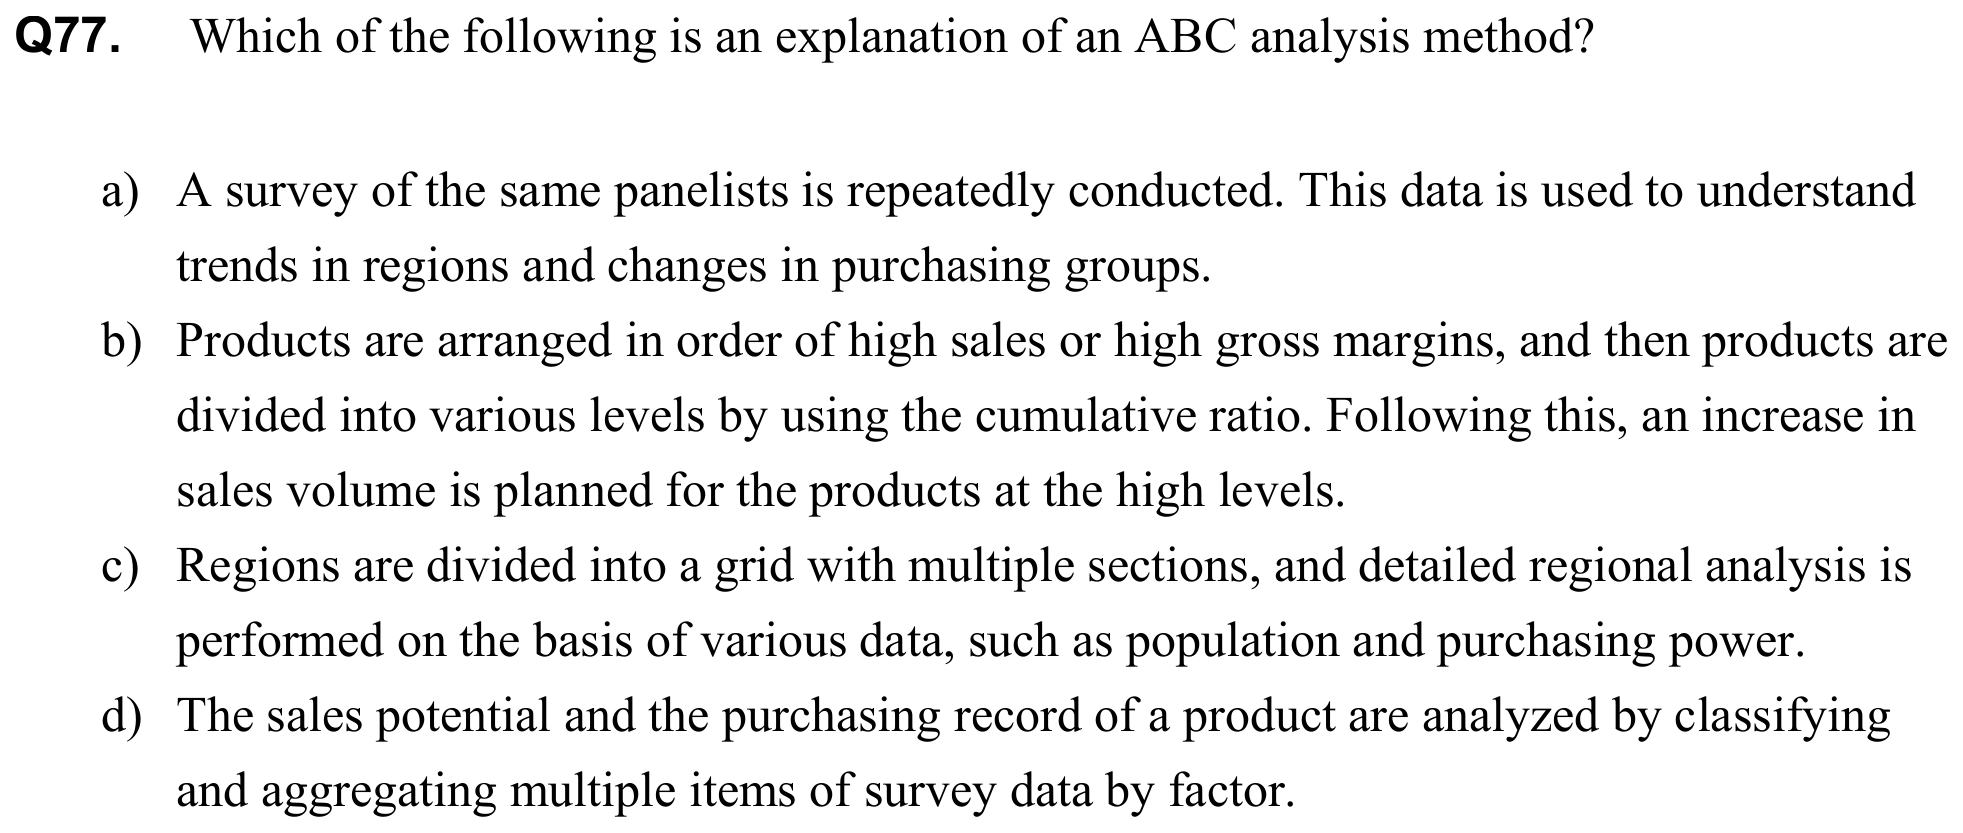 Q77. Which of the following is an explanation of an ABC analysis method?
a) A survey of the same panelists is repeatedly conducted. This data is used to understand
trends in regions and changes in purchasing groups.
b) Products are arranged in order of high sales or high gross margins, and then products are
divided into various levels by using the cumulative ratio. Following this, an increase in
sales volume is planned for the products at the high levels.
c) Regions are divided into a grid with multiple sections, and detailed regional analysis is
performed on the basis of various data, such as population and purchasing power.
d) The sales potential and the purchasing record of a product are analyzed by classifying
and aggregating multiple items of survey data by factor.